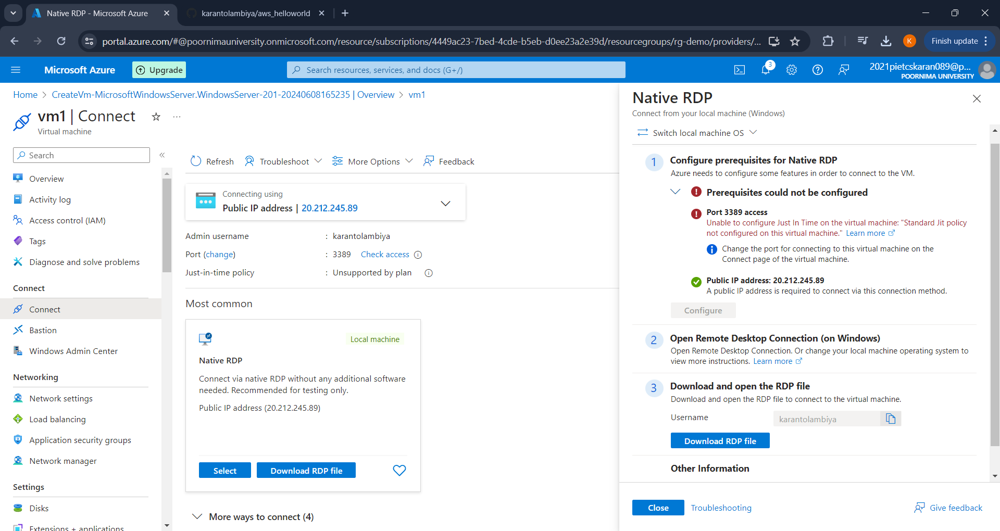 Native RDP - Microsoft Azure
karantolambiya/aws_helloworld
portal.azure.com/#@poornimauniversity.onmicrosoft.com/resource/subscriptions/4449ac23-7bed-4cde-b5eb-d0ee23a2e39d/resourcegroups/rg-demo/providers/...
K
Finish update
Microsoft Azure
Upgrade
Search resources, services, and docs (G+/)
3
2021pietcskaran089@p...
POORNIMA UNIVERSITY
Home > CreateVm-MicrosoftWindowsServer.WindowsServer-201-20240608165235 | Overview > vm1
vm1 | Connect
Virtual machine
Search
Overview
Activity log
Access control (IAM)
Tags
Diagnose and solve problems
Connect
Connect
Bastion
Windows Admin Center
Networking
Network settings
Load balancing
Application security groups
Network manager
Settings
Disks
Extensions + applications
Refresh
Troubleshoot
More Options
Feedback
Connecting using
Public IP address | 20.212.245.89
Admin username : karantolambiya
Port (change) : 3389 Check access
Just-in-time policy : Unsupported by plan
Most common
Local machine
Native RDP
Connect via native RDP without any additional software
needed. Recommended for testing only.
Public IP address (20.212.245.89)
Select
Download RDP file
More ways to connect (4)
Native RDP
Connect from your local machine (Windows)
Switch local machine OS
1
Configure prerequisites for Native RDP
Azure needs to configure some features in order to connect to the VM.
Prerequisites could not be configured
Port 3389 access
Unable to configure Just In Time on the virtual machine: "Standard Jit policy
not configured on this virtual machine." Learn more
Change the port for connecting to this virtual machine on the
Connect page of the virtual machine.
Public IP address: 20.212.245.89
A public IP address is required to connect via this connection method.
Configure
2
Open Remote Desktop Connection (on Windows)
Open Remote Desktop Connection. Or change your local machine operating system to
view more instructions. Learn more
3
Download and open the RDP file
Download and open the RDP file to connect to the virtual machine.
Username
karantolambiya
Download RDP file
Other Information
Close
Troubleshooting
Give feedback